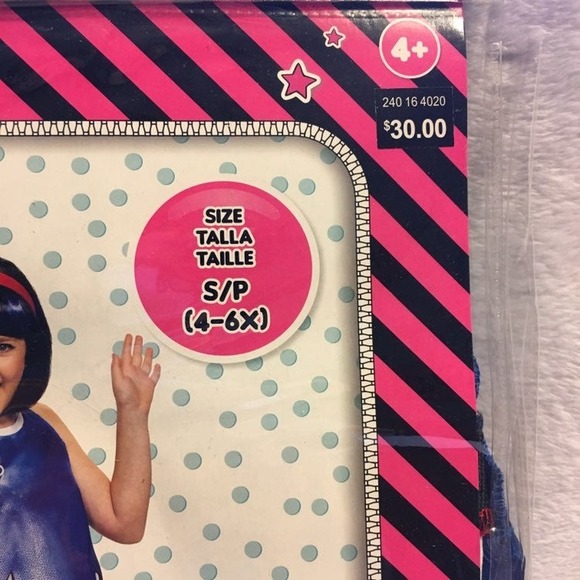 4+
240 16 4020
$30.00
SIZE
TALLA
TAILLE
S/P
(4-6X)